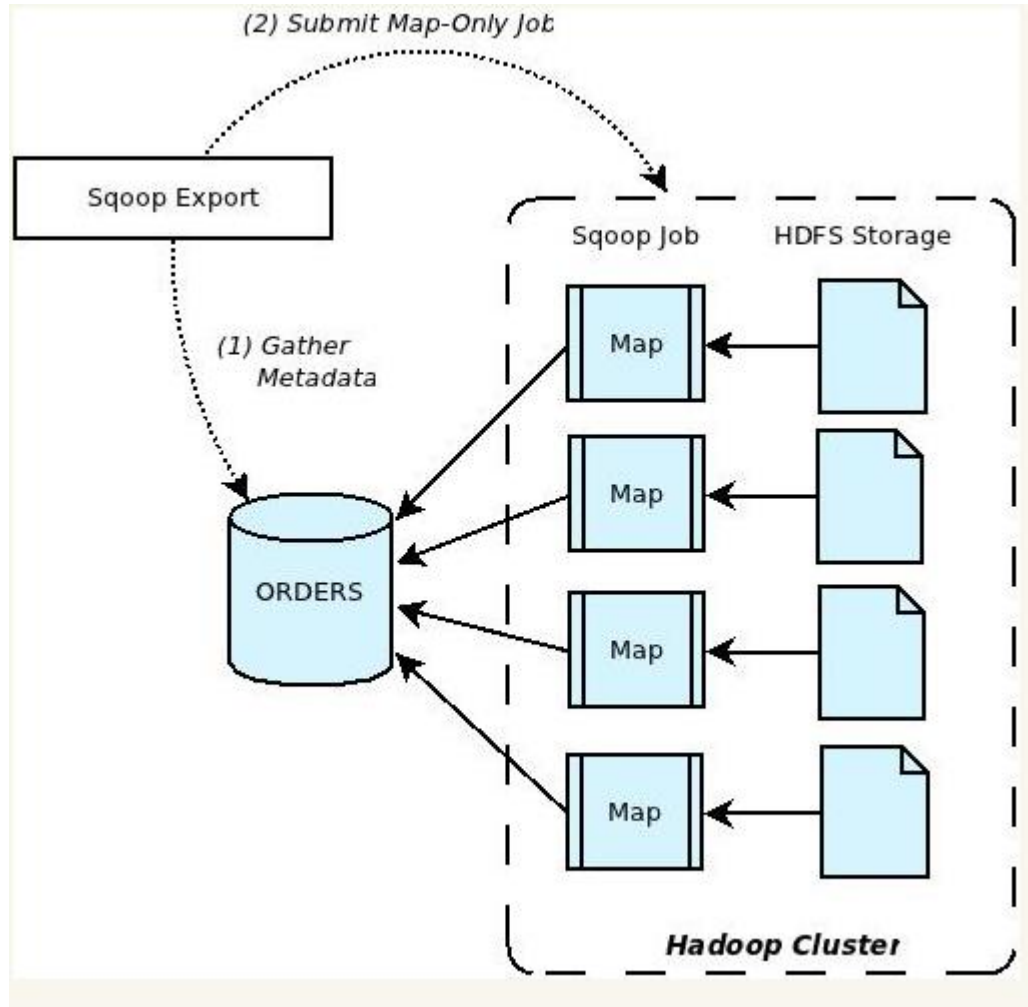 (2) Submit Map-Only Job
Sqoop Export
Sqoop Job
HDFS Storage
(1) Gather
Metadata
Map
Map
ORDERS
Map
Map
Hadoop Cluster